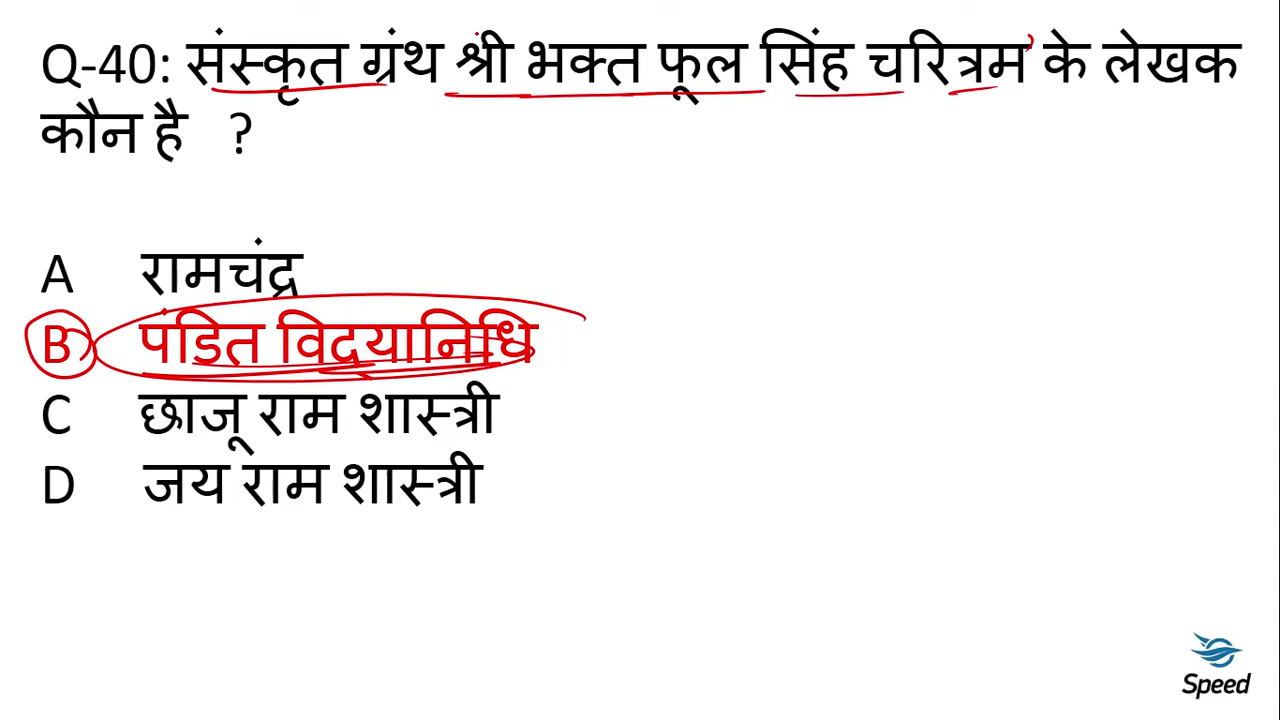 Q-40: संस्कृत ग्रंथ श्री भक्त फूल सिंह चरित्रम के लेखक
कौन है ?
A रामचंद्र
B पंडित विद्यानिधि
C छाजू राम शास्त्री
D जय राम शास्त्री
Speed